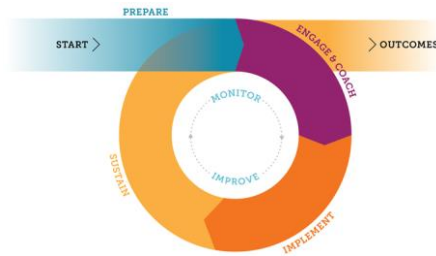 PREPARE
START
OUTCOMES
ENGAGE & COACH
MONITOR
IMPROVE
SUSTAIN
IMPLEMENT